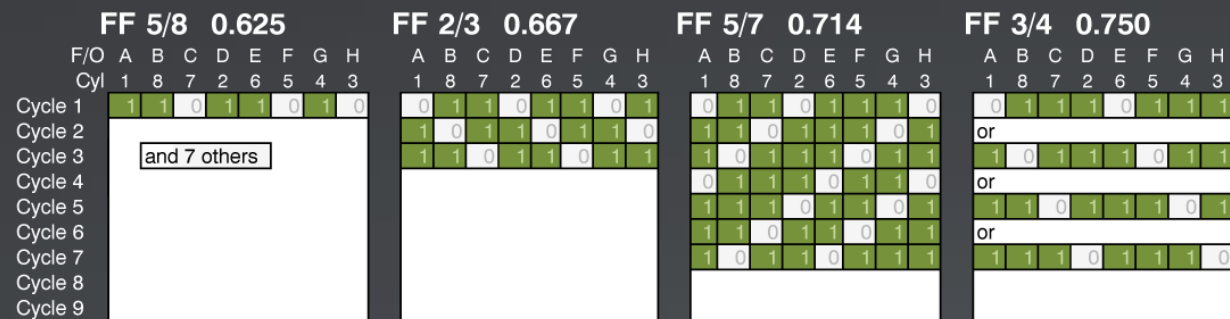 FF 5/8 0.625 FF 2/3 0.667 FF 5/7 0.714 FF 3/4 0.750
F/O A B C D E F G H A B C D E F G H A B C D E F G H A B C D E F G H
Cyl 1 8 7 2 6 5 4 3 1 8 7 2 6 5 4 3 1 8 7 2 6 5 4 3 1 8 7 2 6 5 4 3
Cycle 1 1 1 0 1 1 0 1 0 0 1 1 0 1 1 0 1 0 1 1 0 1 1 1 0 0 1 1 1 0 1 1 1
Cycle 2 1 0 1 1 0 1 1 0 1 1 0 1 1 1 0 1 or
Cycle 3 and 7 others 1 1 0 1 1 0 1 1 1 0 1 1 1 0 1 1 1 0 1 1 1 0 1 1
Cycle 4 0 1 1 1 0 1 1 0 or
Cycle 5 1 1 1 0 1 1 0 1 1 1 0 1 1 1 0 1
Cycle 6 1 1 0 1 1 0 1 1 or
Cycle 7 1 0 1 1 0 1 1 1 1 1 1 0 1 1 1 0
Cycle 8
Cycle 9